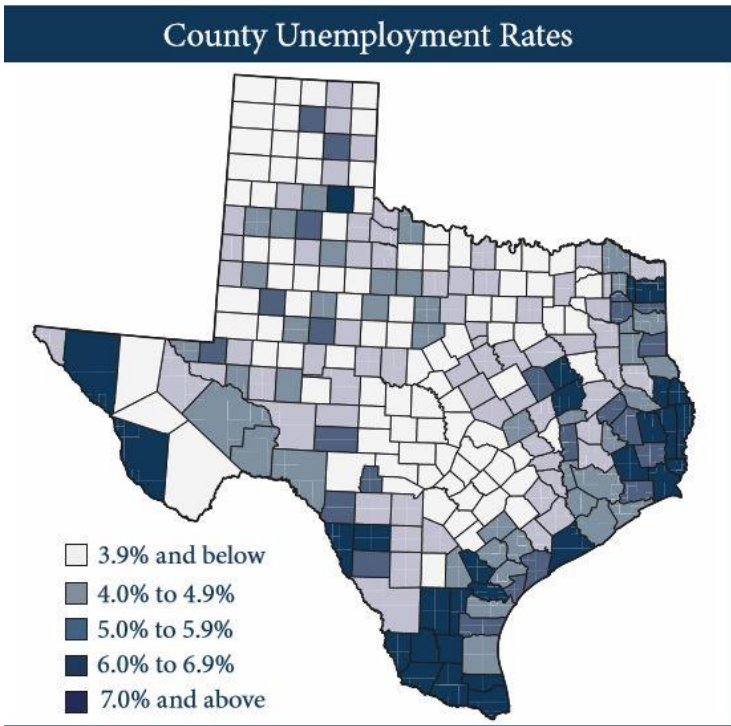 County Unemployment Rates
3.9% and below
4.0% to 4.9%
5.0% to 5.9%
6.0% to 6.9%
7.0% and above